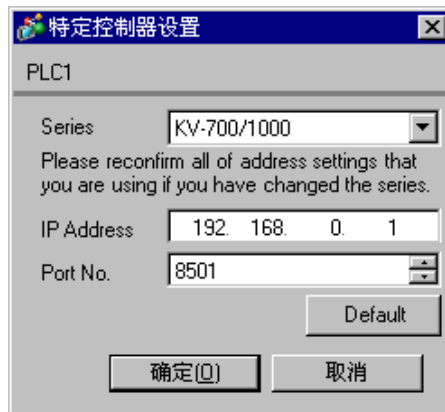 特定控制器设置
PLC1
Series KV-700/1000
Please reconfirm all of address settings that
you are using if you have changed the series.
IP Address 192. 168. 0. 1
Port No. 8501
Default
确定(O) 取消